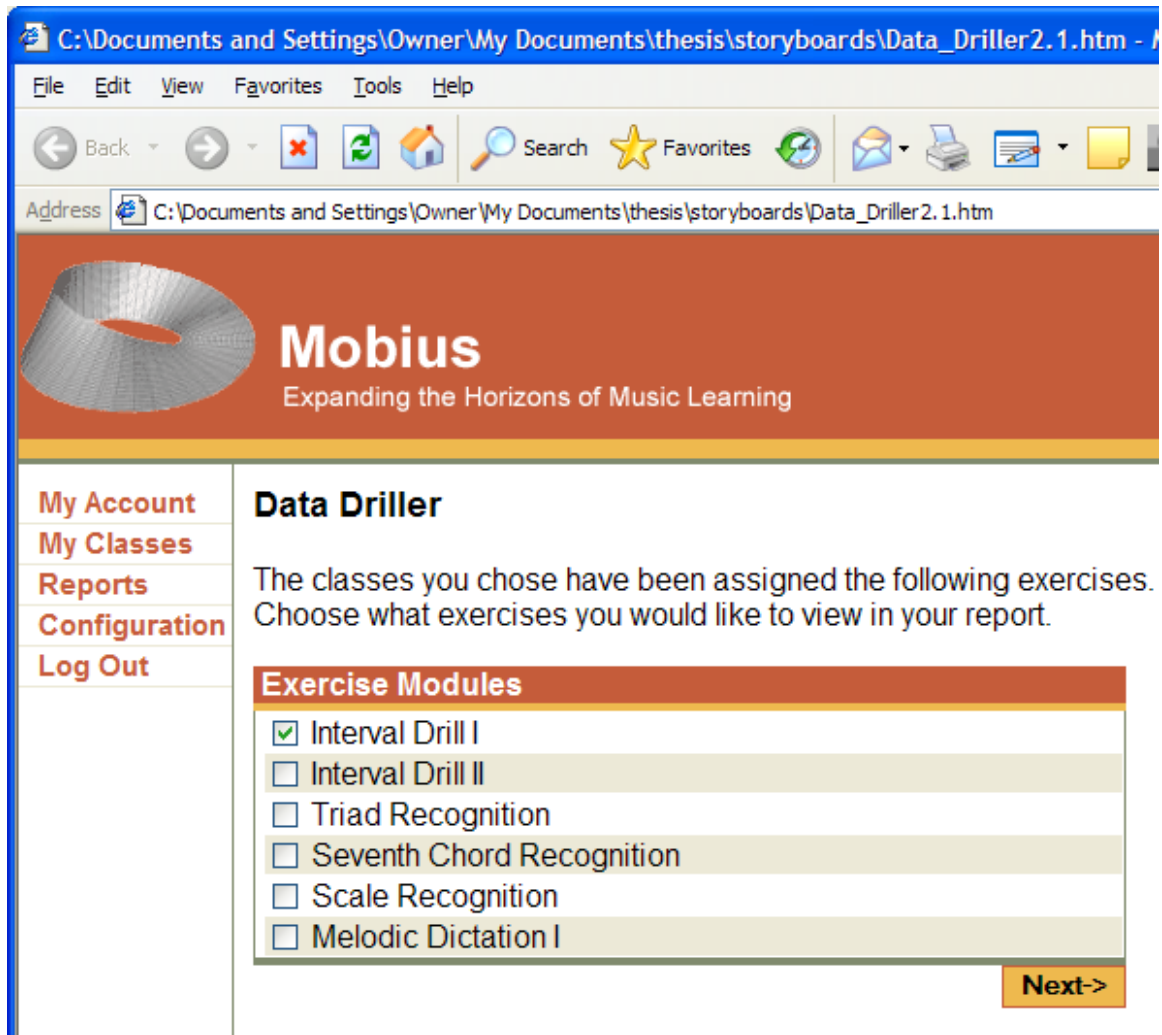 C:\Documents and Settings\Owner\My Documents\thesis\storyboards\Data_Driller2.1.htm -
File Edit View Favorites Tools Help
Back Search Favorites
Address C:\Documents and Settings\Owner\My Documents\thesis\storyboards\Data_Driller2.1.htm
Mobius
Expanding the Horizons of Music Learning
My Account
My Classes
Reports
Configuration
Log Out
Data Driller
The classes you chose have been assigned the following exercises.
Choose what exercises you would like to view in your report.
Exercise Modules
Interval Drill I
Interval Drill II
Triad Recognition
Seventh Chord Recognition
Scale Recognition
Melodic Dictation I
Next->